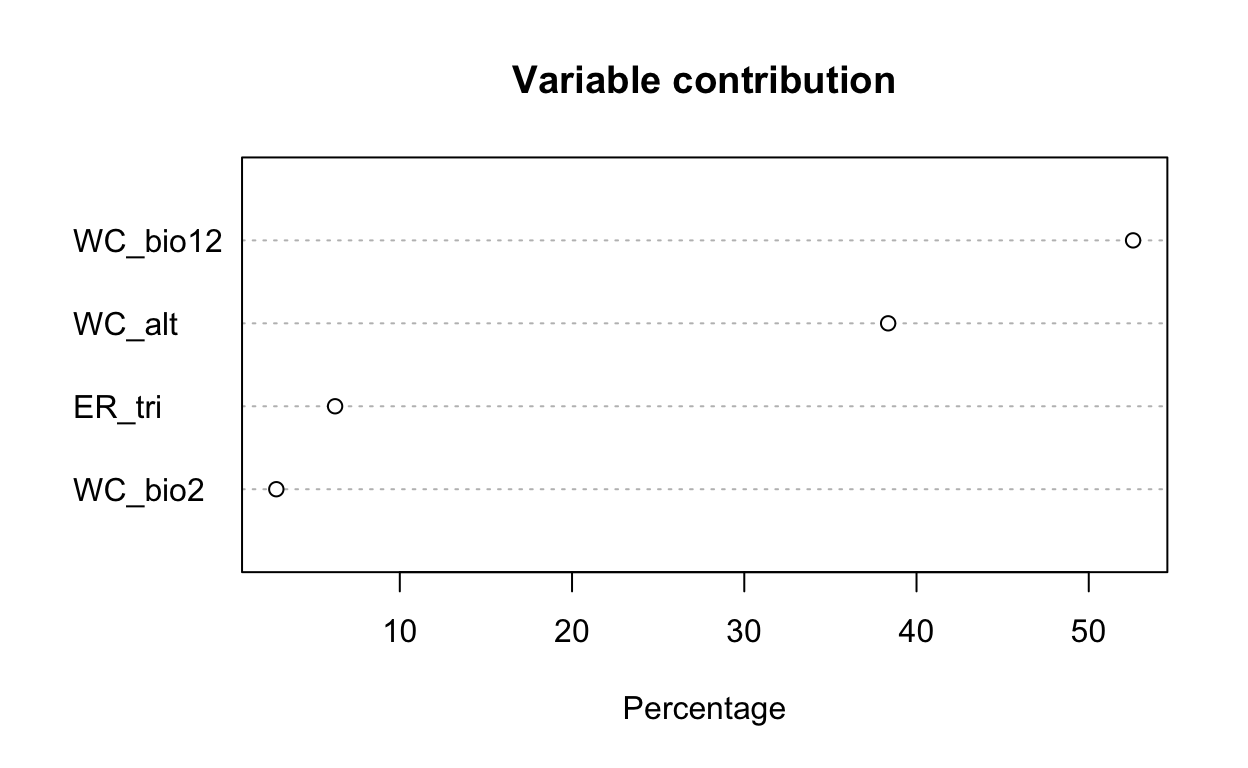 Variable contribution
WC_bio12
WC_alt
ER_tri
WC_bio2
10 20 30 40 50
Percentage